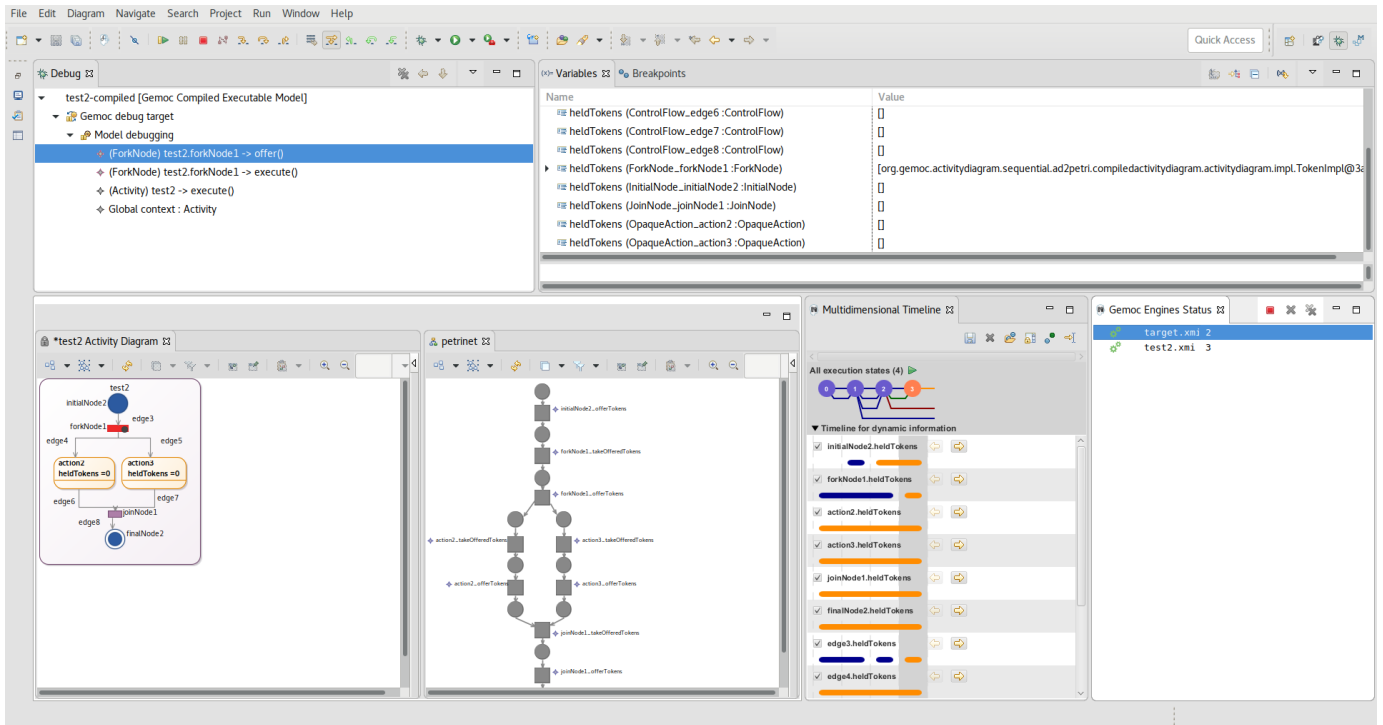 File Edit Diagram Navigate Search Project Run Window Help
Quick Access
Debug
test2-compiled [Gemoc Compiled Executable Model]
Gemoc debug target
Model debugging
(ForkNode) test2.forkNode1 -> offer()
(ForkNode) test2.forkNode1 -> execute()
(Activity) test2 -> execute()
Global context : Activity
(x)= Variables Breakpoints
Name Value
heldTokens (ControlFlow_edge6 :ControlFlow) []
heldTokens (ControlFlow_edge7 :ControlFlow) []
heldTokens (ControlFlow_edge8 :ControlFlow) []
heldTokens (ForkNode_forkNode1 :ForkNode) [org.gemoc.activitydiagram.sequential.ad2petri.compiledactivitydiagram.activitydiagram.impl.TokenImpl@3a
heldTokens (InitialNode_initialNode2 :InitialNode) []
heldTokens (JoinNode_joinNode1 :JoinNode) []
heldTokens (OpaqueAction_action2 :OpaqueAction) []
heldTokens (OpaqueAction_action3 :OpaqueAction) []
*test2 Activity Diagram
test2
initialNode2
edge3
forkNode1
edge4 edge5
action2 action3
heldTokens =0 heldTokens =0
edge6 edge7
joinNode1
edge8
finalNode2
petrinet
initialNode2_offerTokens
forkNode1_takeOfferedTokens
forkNode1_offerTokens
action2_takeOfferedTokens action3_takeOfferedTokens
action2_offerTokens action3_offerTokens
joinNode1_takeOfferedTokens
joinNode1_offerTokens
Multidimensional Timeline
All execution states (4)
0 1 2 3
Timeline for dynamic information
initialNode2.heldTokens
forkNode1.heldTokens
action2.heldTokens
action3.heldTokens
joinNode1.heldTokens
finalNode2.heldTokens
edge3.heldTokens
edge4.heldTokens
Gemoc Engines Status
target.xmi 2
test2.xmi 3